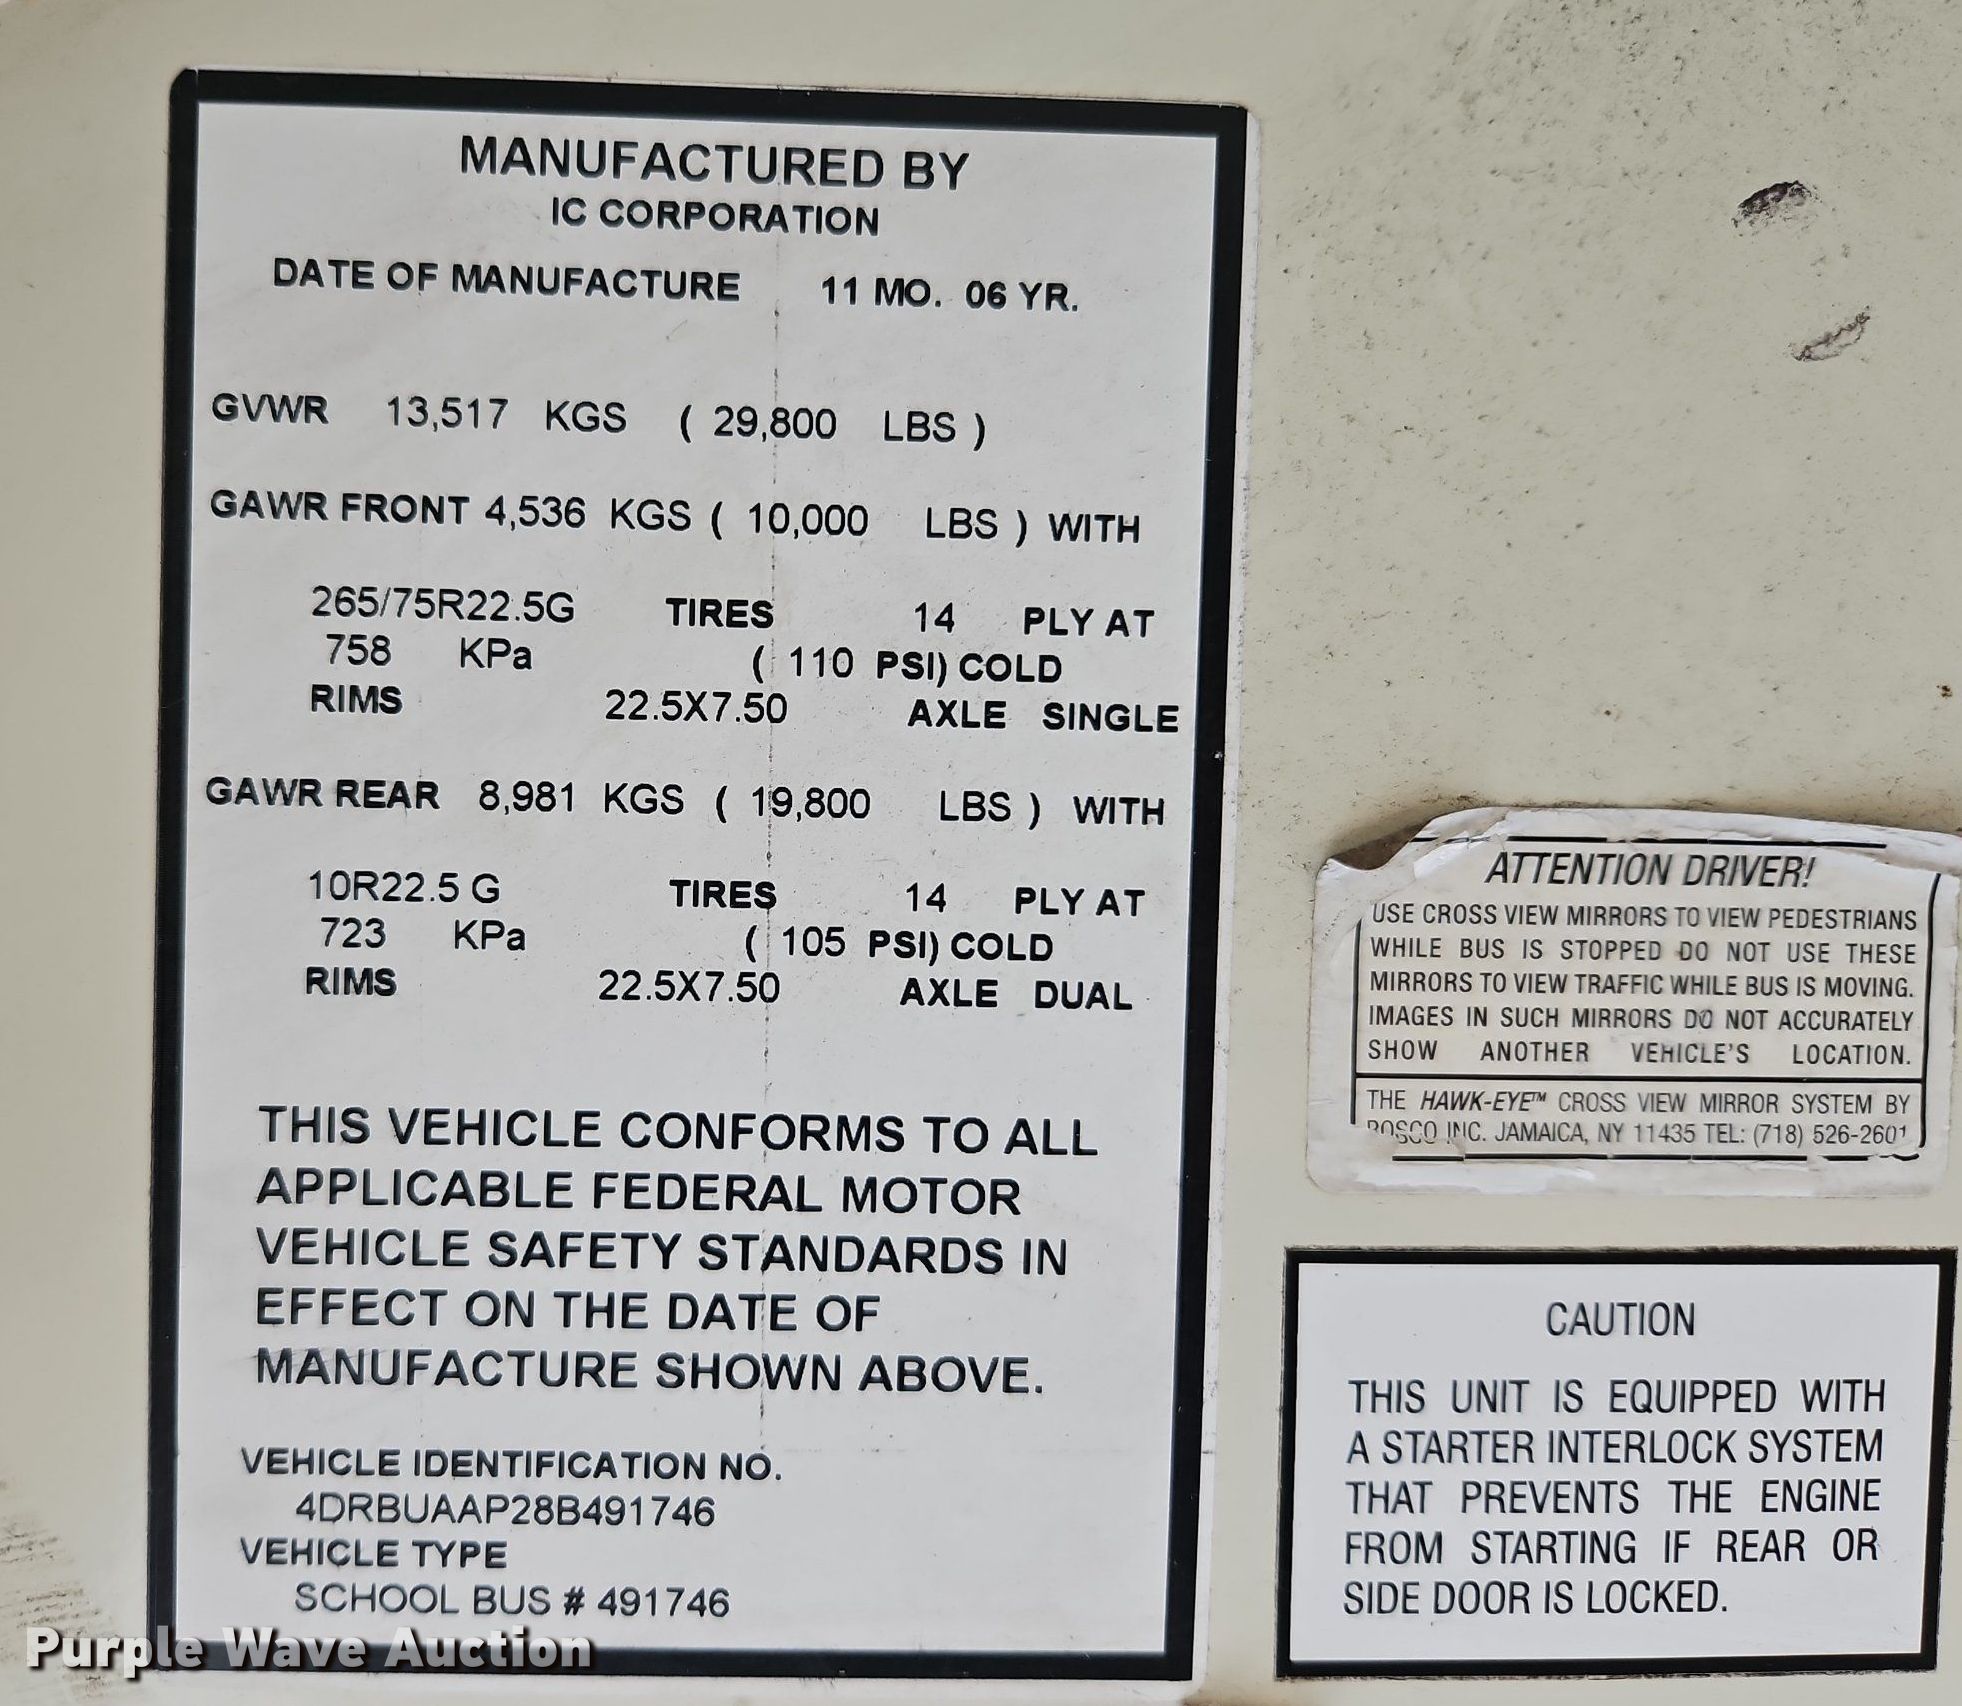 MANUFACTURED BY
IC CORPORATION
DATE OF MANUFACTURE 11 MO. 06 YR.
GVWR 13,517 KGS ( 29,800 LBS )
GAWR FRONT 4,536 KGS ( 10,000 LBS ) WITH
265/75R22.5G TIRES 14 PLY AT
758 KPa ( 110 PSI) COLD
RIMS 22.5X7.50 AXLE SINGLE
GAWR REAR 8,981 KGS ( 19,800 LBS ) WITH
10R22.5 G TIRES 14 PLY AT
723 KPa ( 105 PSI) COLD
RIMS 22.5X7.50 AXLE DUAL
THIS VEHICLE CONFORMS TO ALL
APPLICABLE FEDERAL MOTOR
VEHICLE SAFETY STANDARDS IN
EFFECT ON THE DATE OF
MANUFACTURE SHOWN ABOVE.
VEHICLE IDENTIFICATION NO.
4DRBUAAP28B491746
VEHICLE TYPE
SCHOOL BUS # 491746
ATTENTION DRIVER!
USE CROSS VIEW MIRRORS TO VIEW PEDESTRIANS
WHILE BUS IS STOPPED DO NOT USE THESE
MIRRORS TO VIEW TRAFFIC WHILE BUS IS MOVING.
IMAGES IN SUCH MIRRORS DO NOT ACCURATELY
SHOW ANOTHER VEHICLE'S LOCATION.
THE HAWK-EYE™ CROSS VIEW MIRROR SYSTEM BY
ROSCO INC. JAMAICA, NY 11435 TEL: (718) 526-2601
CAUTION
THIS UNIT IS EQUIPPED WITH
A STARTER INTERLOCK SYSTEM
THAT PREVENTS THE ENGINE
FROM STARTING IF REAR OR
SIDE DOOR IS LOCKED.
Purple Wave Auction